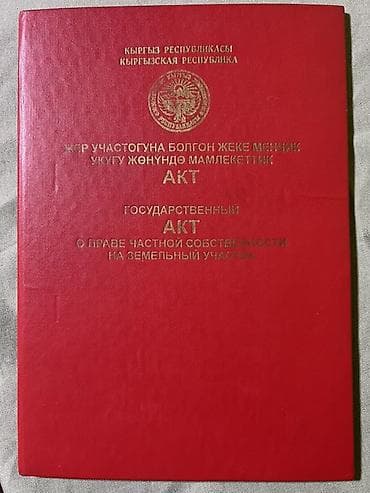 КЫРГЫЗ РЕСПУБЛИКАСЫ
КЫРГЫЗСКАЯ РЕСПУБЛИКА
ЖЕР УЧАСТОГУНА БОЛГОН ЖЕКЕ МЕНЧИК
УКУГУ ЖӨНҮНДӨ МАМЛЕКЕТТИК
АКТ
ГОСУДАРСТВЕННЫЙ
АКТ
О ПРАВЕ ЧАСТНОЙ СОБСТВЕННОСТИ
НА ЗЕМЕЛЬНЫЙ УЧАСТОК